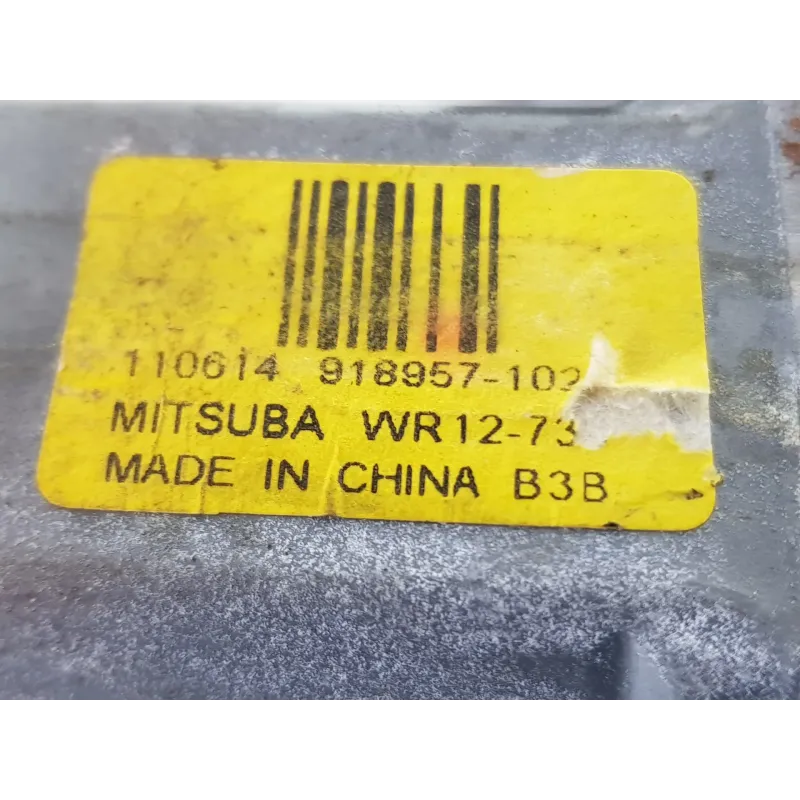 110614 918957-102
MITSUBA WR12-73
MADE IN CHINA B3B